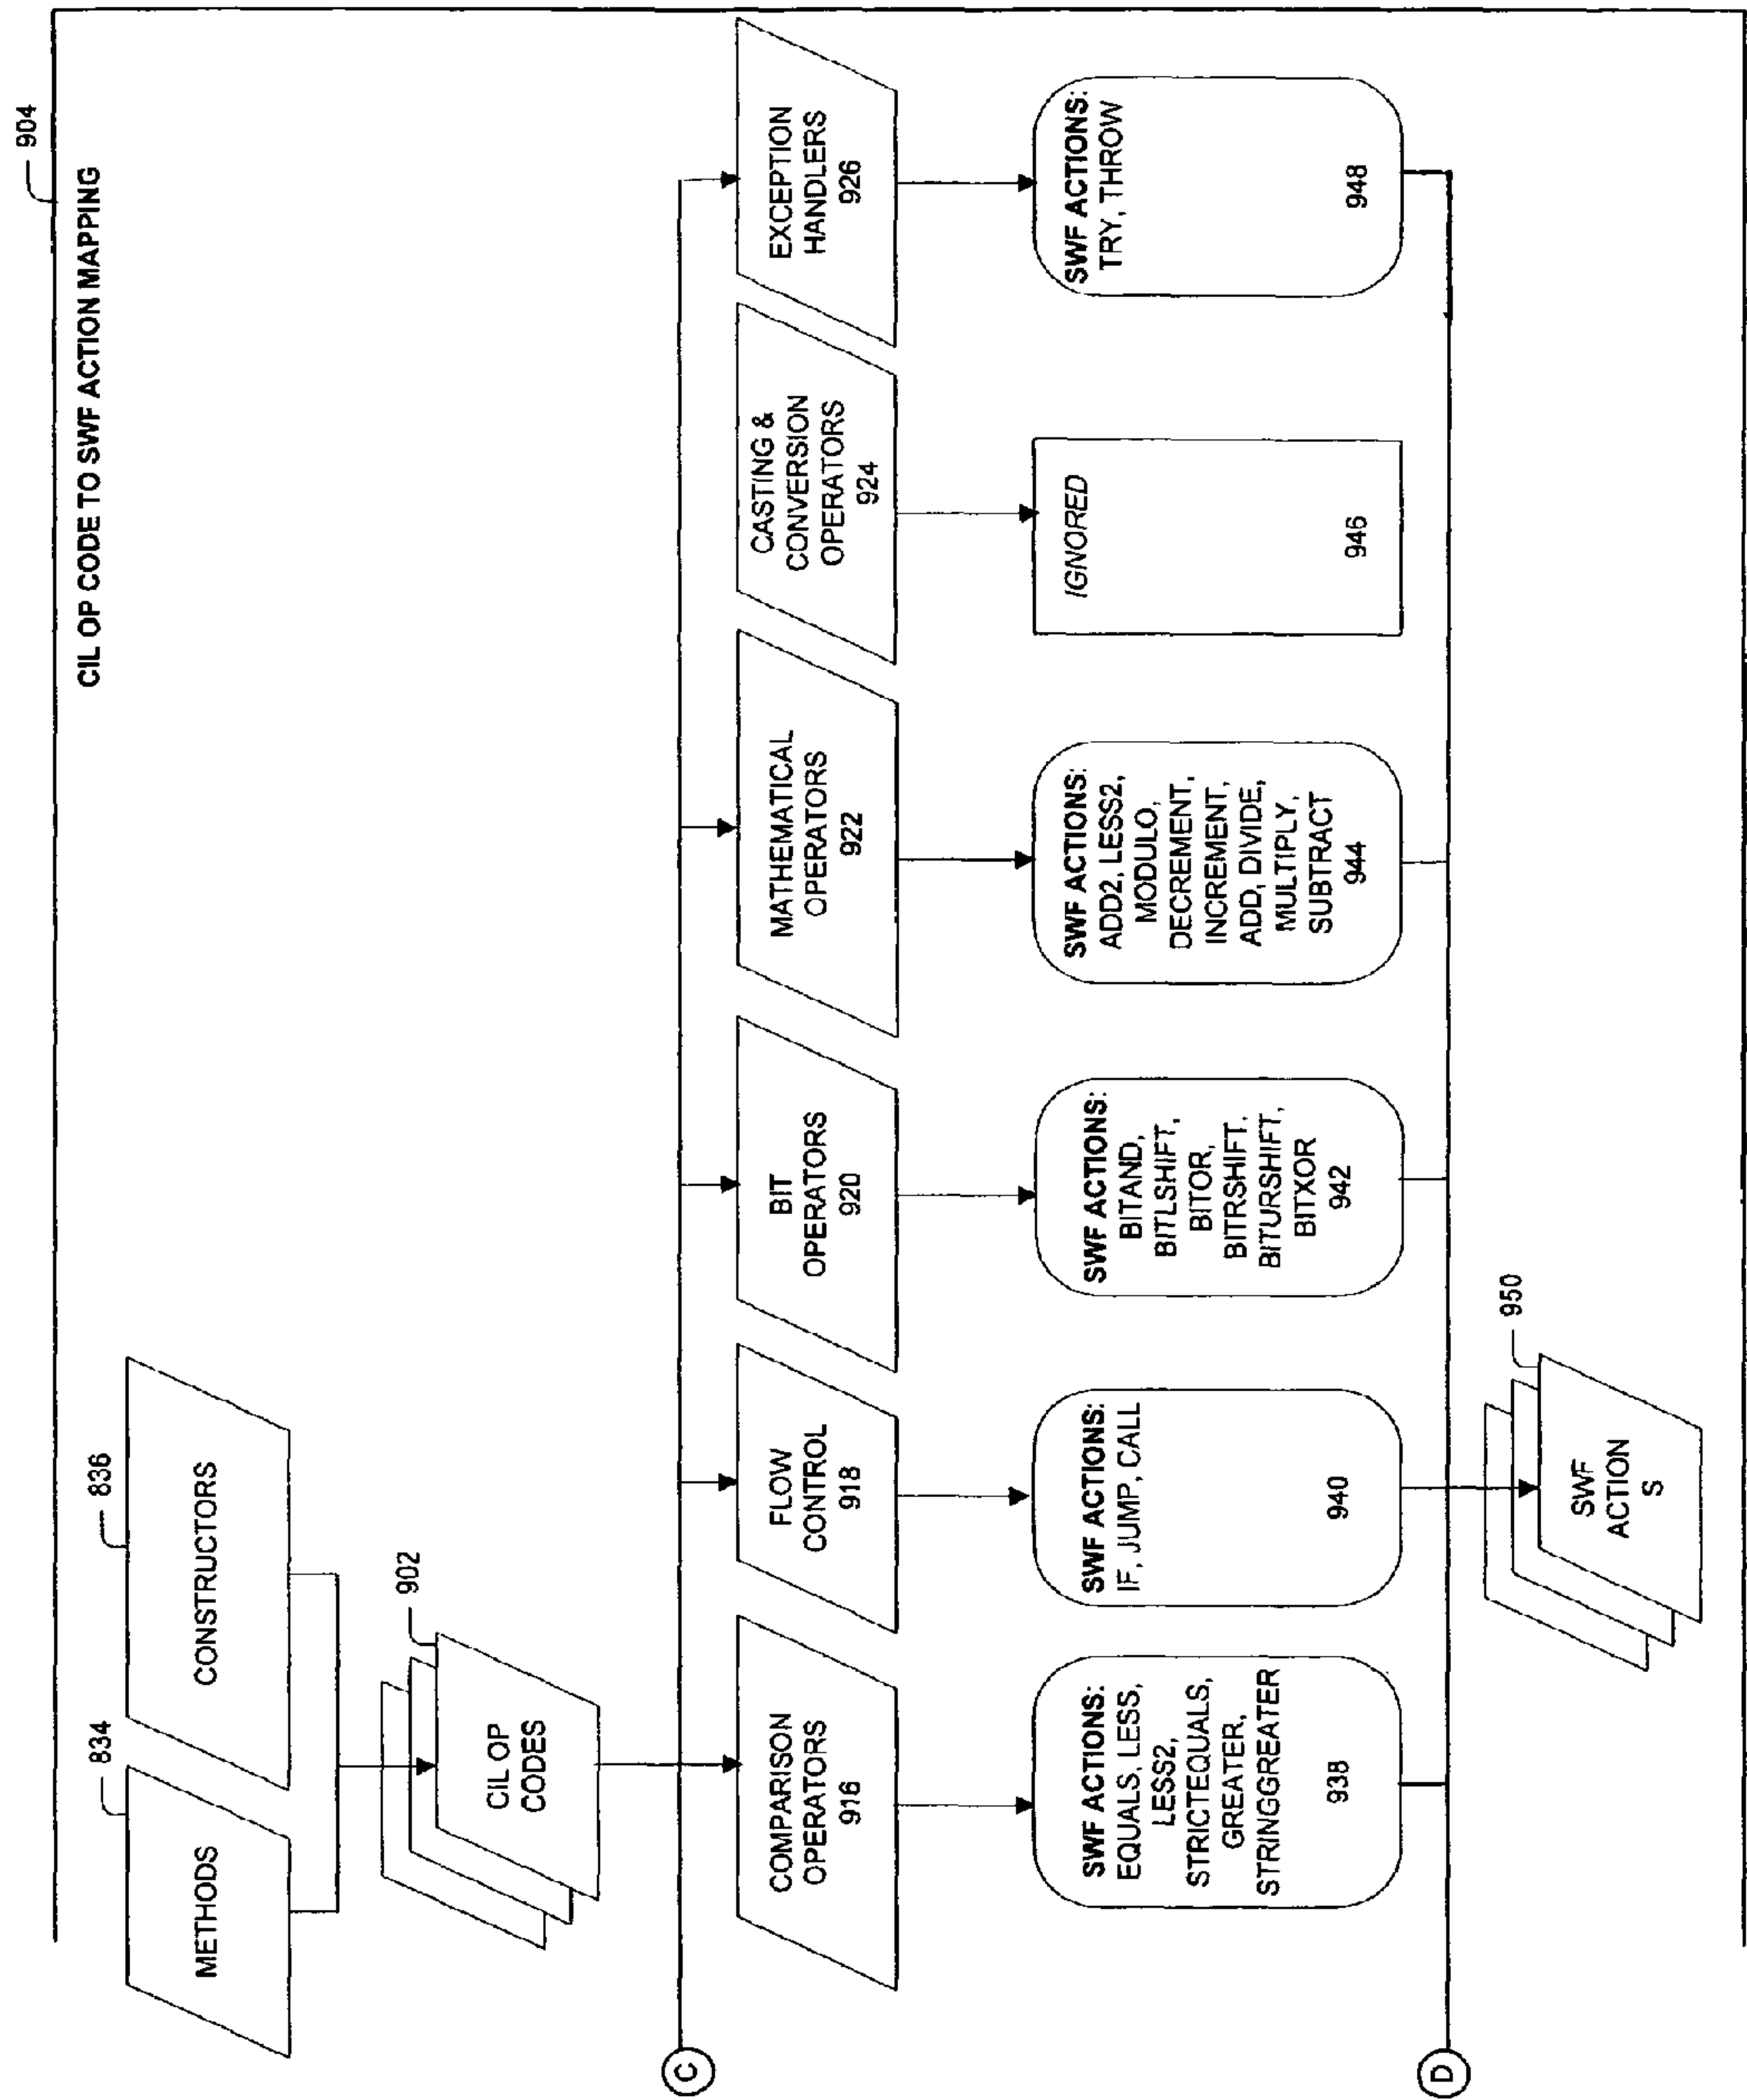 904
CIL OP CODE TO SWF ACTION MAPPING
834
METHODS
836
CONSTRUCTORS
902
CIL OP
CODES
C
COMPARISON
OPERATORS
916
FLOW
CONTROL
918
BIT
OPERATORS
920
MATHEMATICAL
OPERATORS
922
CASTING &
CONVERSION
OPERATORS
924
EXCEPTION
HANDLERS
926
SWF ACTIONS:
EQUALS, LESS,
LESS2,
STRICTEQUALS,
GREATER,
STRINGGREATER
938
SWF ACTIONS:
IF, JUMP, CALL
940
SWF ACTIONS:
BITAND,
BITLSHIFT,
BITOR,
BITRSHIFT,
BITURSHIFT,
BITXOR
942
SWF ACTIONS:
ADD2, LESS2,
MODULO,
DECREMENT,
INCREMENT,
ADD, DIVIDE,
MULTIPLY,
SUBTRACT
944
IGNORED
946
SWF ACTIONS:
TRY, THROW
948
D
950
SWF
ACTION
S